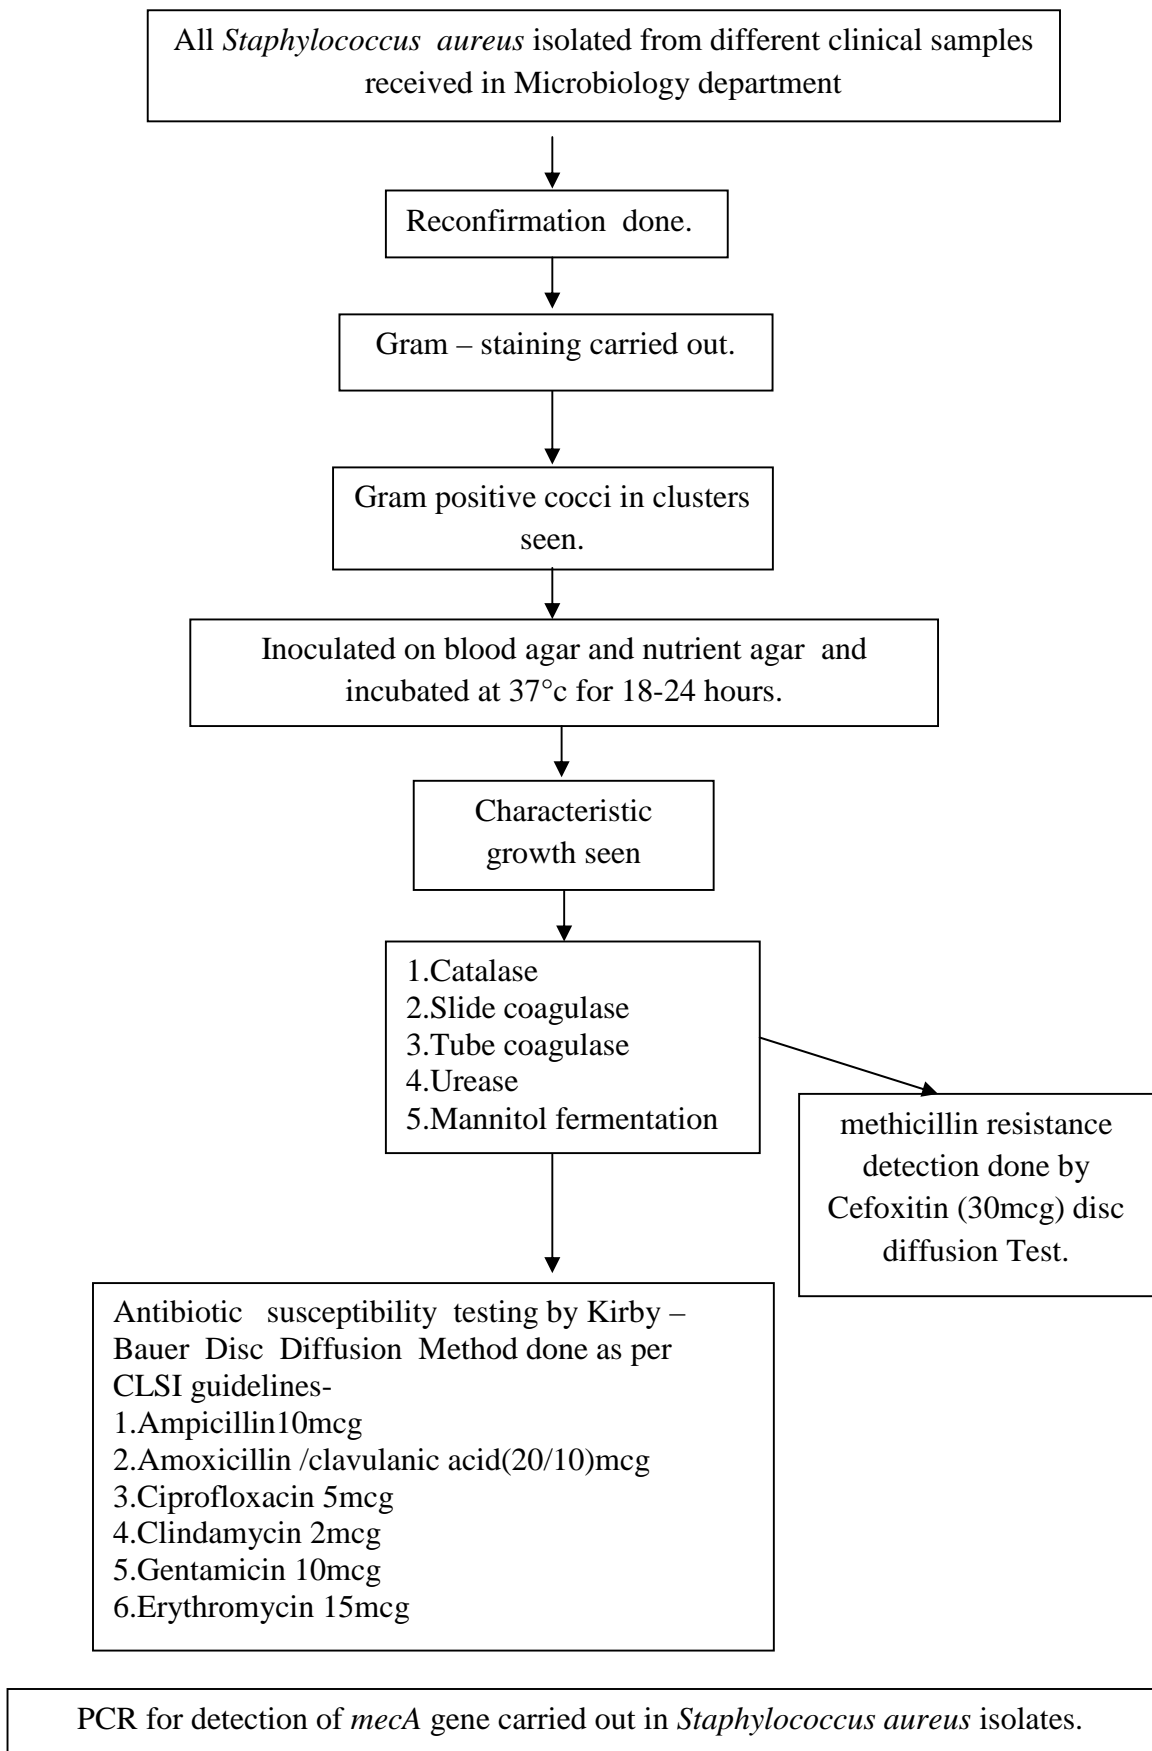 All Staphylococcus aureus isolated from different clinical samples
received in Microbiology department
Reconfirmation done.
Gram – staining carried out.
Gram positive cocci in clusters
seen.
Inoculated on blood agar and nutrient agar and
incubated at 37°c for 18-24 hours.
Characteristic
growth seen
1.Catalase
2.Slide coagulase
3.Tube coagulase
4.Urease
5.Mannitol fermentation
methicillin resistance
detection done by
Cefoxitin (30mcg) disc
diffusion Test.
Antibiotic susceptibility testing by Kirby –
Bauer Disc Diffusion Method done as per
CLSI guidelines-
1.Ampicillin10mcg
2.Amoxicillin /clavulanic acid(20/10)mcg
3.Ciprofloxacin 5mcg
4.Clindamycin 2mcg
5.Gentamicin 10mcg
6.Erythromycin 15mcg
PCR for detection of mecA gene carried out in Staphylococcus aureus isolates.